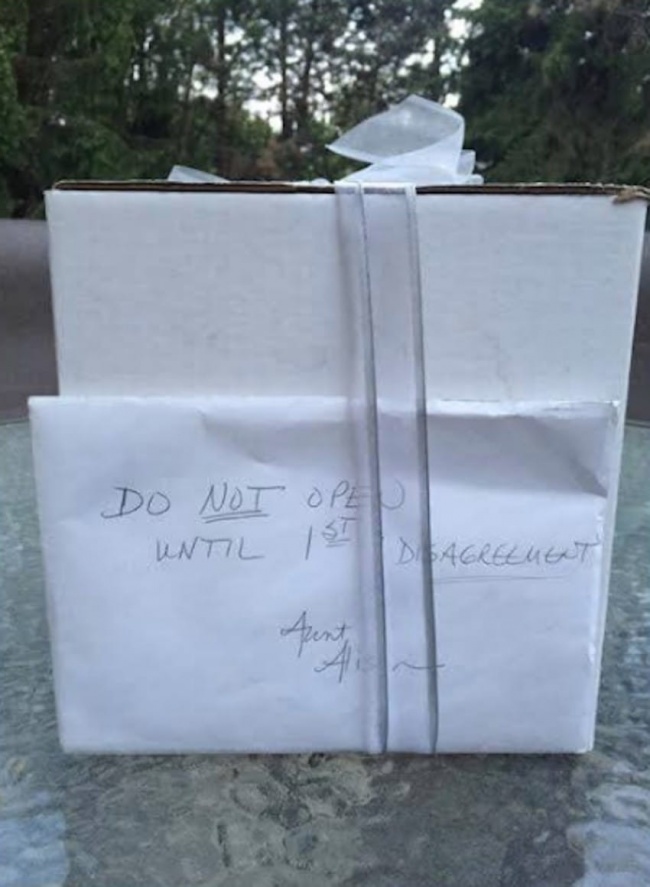 DO NOT OPEN
UNTIL 1ST DISAGREEMENT
Aunt